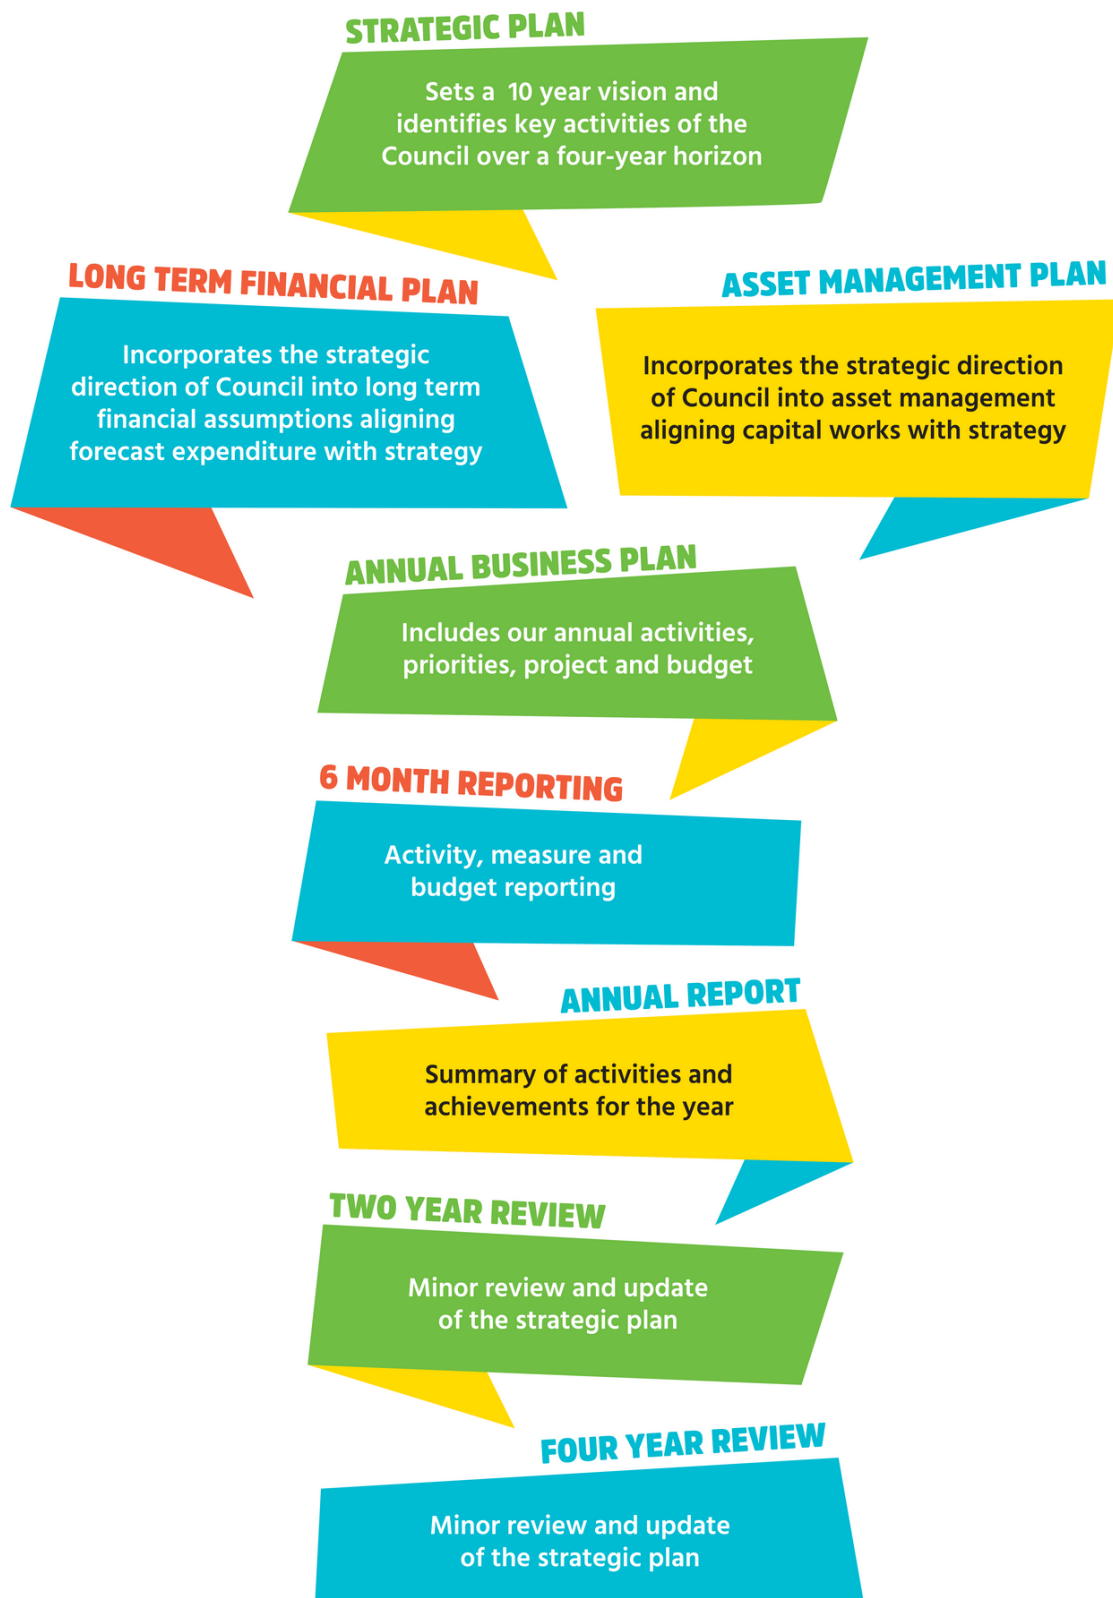 STRATEGIC PLAN
Sets a 10 year vision and
identifies key activities of the
Council over a four-year horizon
LONG TERM FINANCIAL PLAN
Incorporates the strategic
direction of Council into long term
financial assumptions aligning
forecast expenditure with strategy
ASSET MANAGEMENT PLAN
Incorporates the strategic direction
of Council into asset management
aligning capital works with strategy
ANNUAL BUSINESS PLAN
Includes our annual activities,
priorities, project and budget
6 MONTH REPORTING
Activity, measure and
budget reporting
ANNUAL REPORT
Summary of activities and
achievements for the year
TWO YEAR REVIEW
Minor review and update
of the strategic plan
FOUR YEAR REVIEW
Minor review and update
of the strategic plan